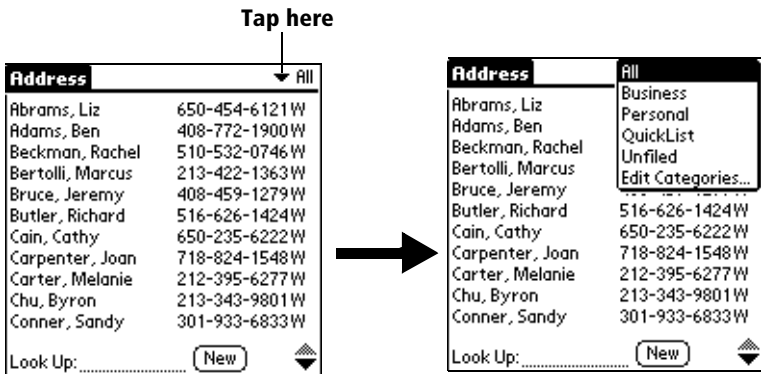 Tap here
Address All
Abrams, Liz 650-454-6121W
Adams, Ben 408-772-1900W
Beckman, Rachel 510-532-0746W
Bertolli, Marcus 213-422-1363W
Bruce, Jeremy 408-459-1279W
Butler, Richard 516-626-1424W
Cain, Cathy 650-235-6222W
Carpenter, Joan 718-824-1548W
Carter, Melanie 212-395-6277W
Chu, Byron 213-343-9801W
Conner, Sandy 301-933-6833W
Look Up: New
Address
All
Business
Personal
QuickList
Unfiled
Edit Categories...
Abrams, Liz
Adams, Ben
Beckman, Rachel
Bertolli, Marcus
Bruce, Jeremy
Butler, Richard 516-626-1424W
Cain, Cathy 650-235-6222W
Carpenter, Joan 718-824-1548W
Carter, Melanie 212-395-6277W
Chu, Byron 213-343-9801W
Conner, Sandy 301-933-6833W
Look Up: New